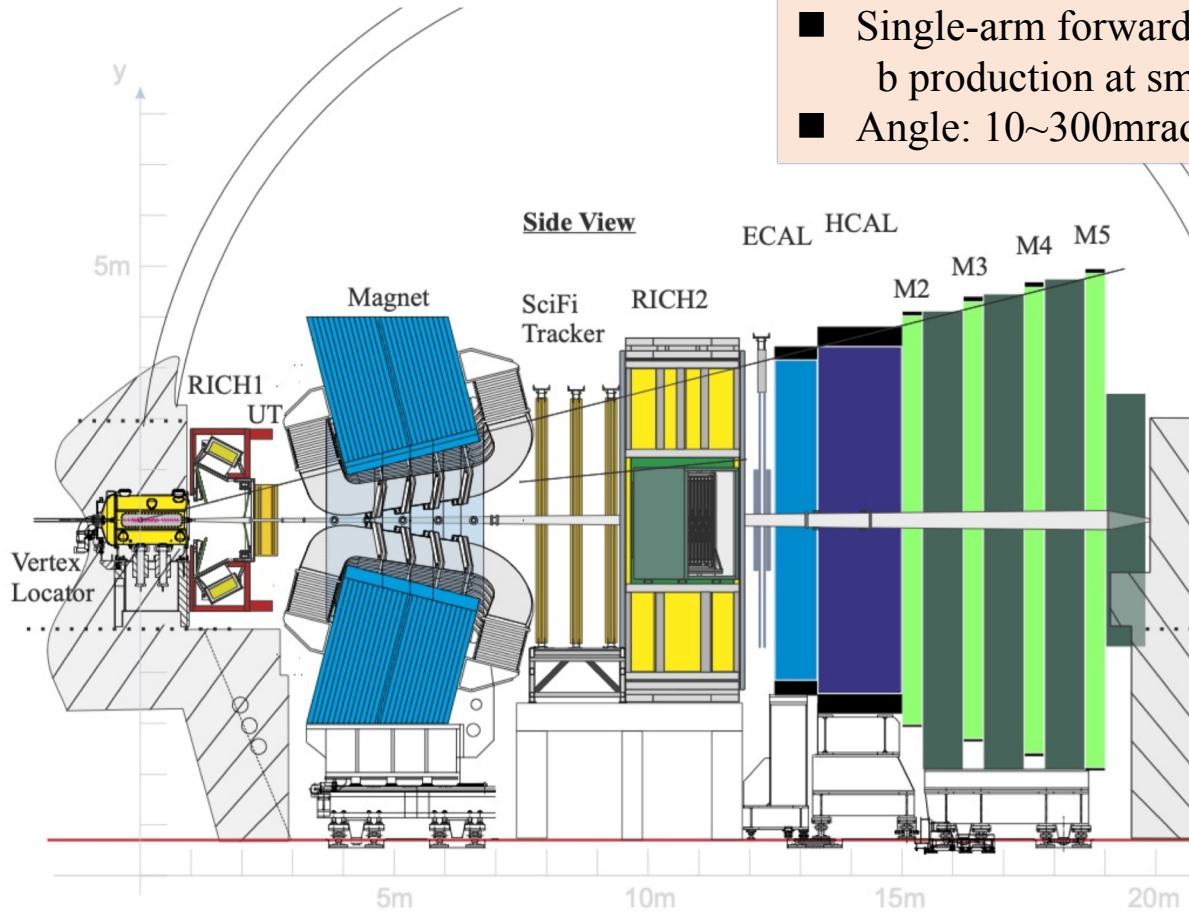 ■ Single-arm forward
b production at sm
■ Angle: 10~300mrad
y
Side View
ECAL
HCAL
M5
M4
M3
M2
5m
Magnet
SciFi
Tracker
RICH2
RICH1
UT
Vertex
Locator
5m
10m
15m
20m